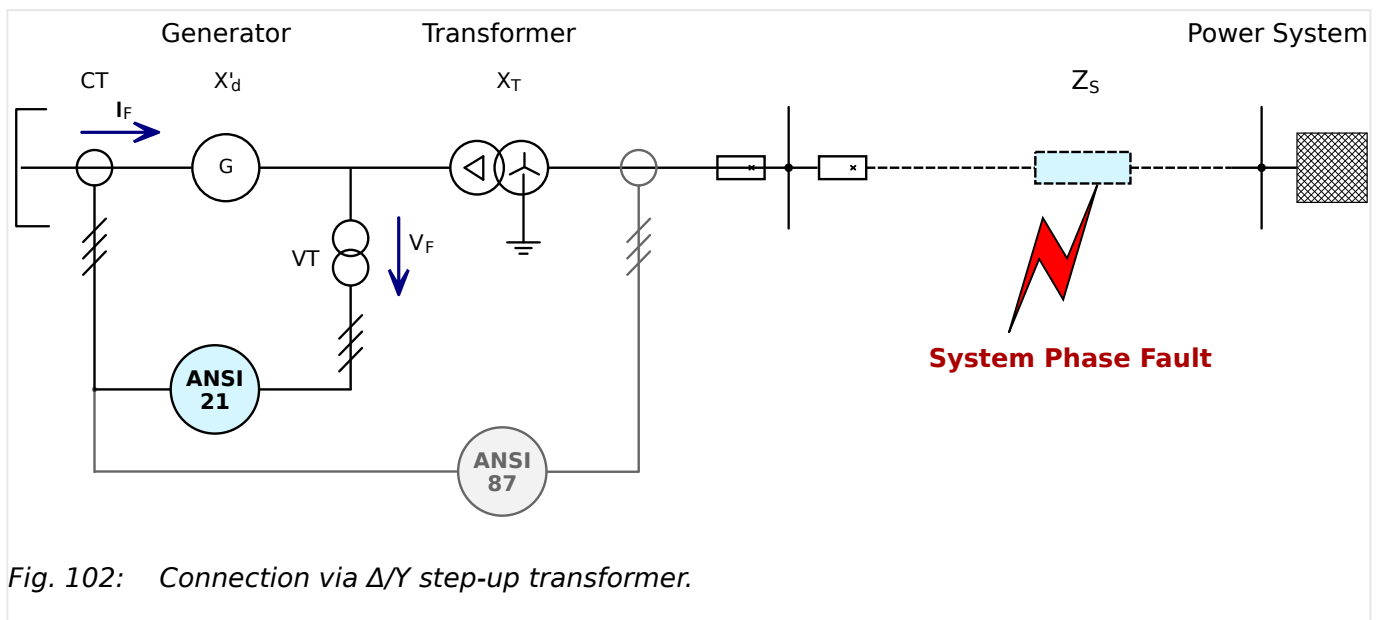 Generator
Transformer
Power System
CT
X'd
XT
ZS
IF
G
VT
VF
ANSI
21
System Phase Fault
ANSI
87
Fig. 102: Connection via Δ/Y step-up transformer.